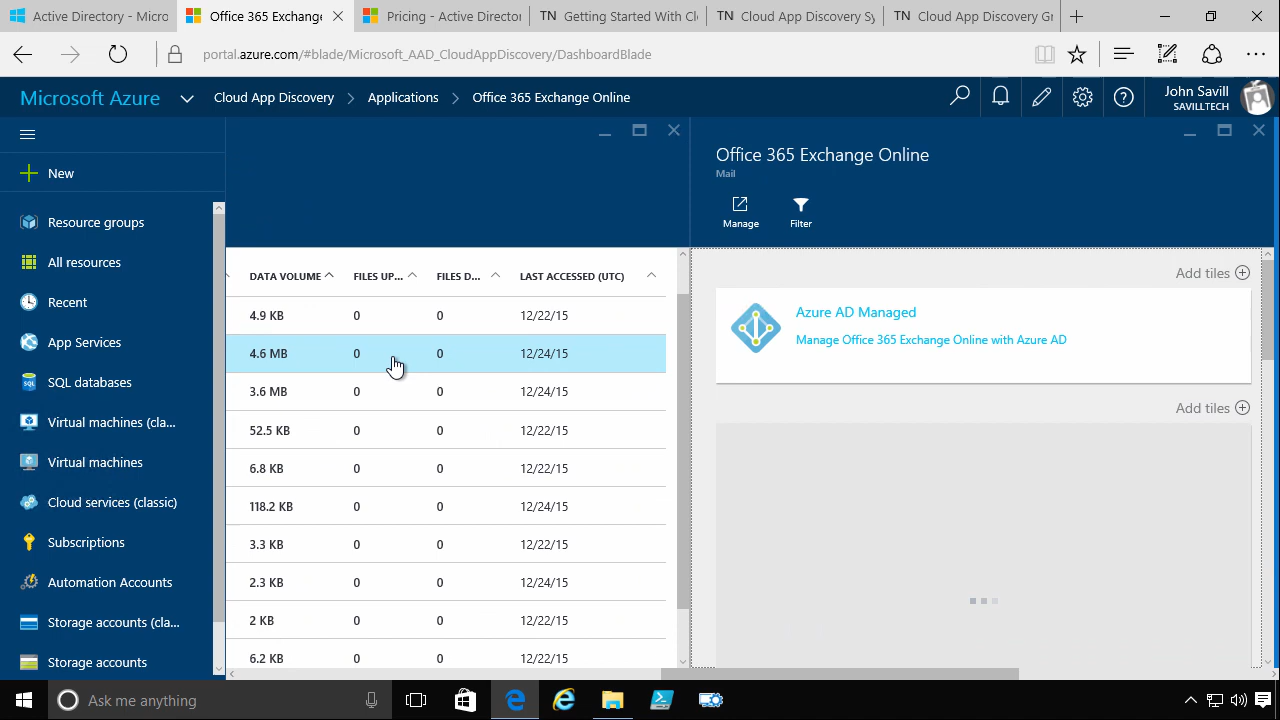 Active Directory - Micros
Office 365 Exchange
Pricing - Active Director
TN Getting Started With Cl
TN Cloud App Discovery Sy
TN Cloud App Discovery Gr
portal.azure.com/#blade/Microsoft_AAD_CloudAppDiscovery/DashboardBlade
Microsoft Azure
Cloud App Discovery
Applications
Office 365 Exchange Online
John Savill
SAVILLTECH
New
Resource groups
All resources
Recent
App Services
SQL databases
Virtual machines (cla...
Virtual machines
Cloud services (classic)
Subscriptions
Automation Accounts
Storage accounts (cla...
Storage accounts
DATA VOLUME FILES UP... FILES D... LAST ACCESSED (UTC)
4.9 KB 0 0 12/22/15
4.6 MB 0 0 12/24/15
3.6 MB 0 0 12/24/15
52.5 KB 0 0 12/22/15
6.8 KB 0 0 12/22/15
118.2 KB 0 0 12/24/15
3.3 KB 0 0 12/22/15
2.3 KB 0 0 12/24/15
2 KB 0 0 12/22/15
6.2 KB 0 0 12/22/15
Office 365 Exchange Online
Mail
Manage Filter
Add tiles
Azure AD Managed
Manage Office 365 Exchange Online with Azure AD
Add tiles
Ask me anything